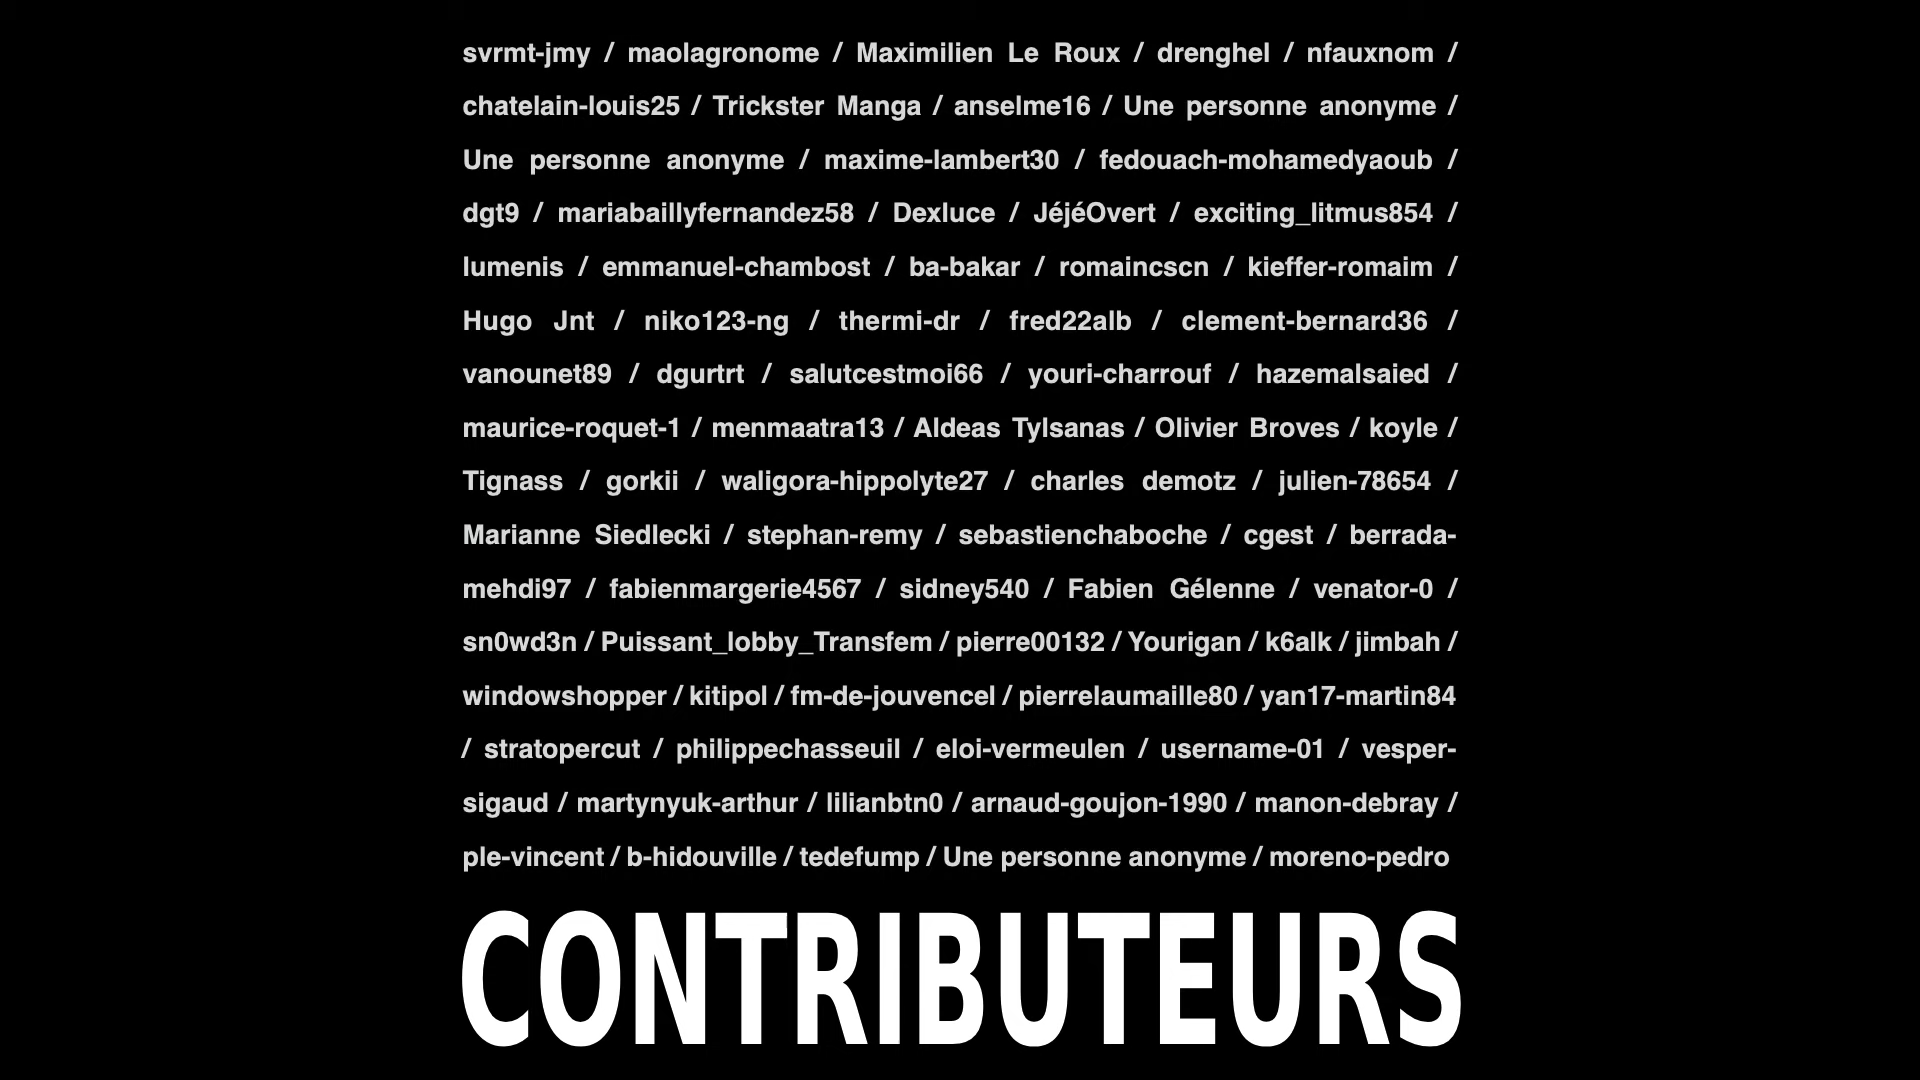 svrmt-jmy / maolagronome / Maximilien Le Roux / drenghel / nfauxnom /
chatelain-louis25 / Trickster Manga / anselme16 / Une personne anonyme /
Une personne anonyme / maxime-lambert30 / fedouach-mohamedyaoub /
dgt9 / mariabaillyfernandez58 / Dexluce / JéjéOvert / exciting_litmus854 /
lumenis / emmanuel-chambost / ba-bakar / romaincscn / kieffer-romaim /
Hugo Jnt / niko123-ng / thermi-dr / fred22alb / clement-bernard36 /
vanounet89 / dgurtrt / salutcestmoi66 / youri-charrouf / hazemalsaied /
maurice-roquet-1 / menmaatra13 / Aldeas Tylsanas / Olivier Broves / koyle /
Tignass / gorkii / waligora-hippolyte27 / charles demotz / julien-78654 /
Marianne Siedlecki / stephan-remy / sebastienchaboche / cgest / berrada-
mehdi97 / fabienmargerie4567 / sidney540 / Fabien Gélenne / venator-0 /
sn0wd3n / Puissant_lobby_Transfem / pierre00132 / Yourigan / k6alk / jimbah /
windowshopper / kitipol / fm-de-jouvencel / pierrelaumaille80 / yan17-martin84
/ stratopercut / philippechasseuil / eloi-vermeulen / username-01 / vesper-
sigaud / martynyuk-arthur / lilianbtn0 / arnaud-goujon-1990 / manon-debray /
ple-vincent / b-hidouville / tedefump / Une personne anonyme / moreno-pedro
CONTRIBUTEURS